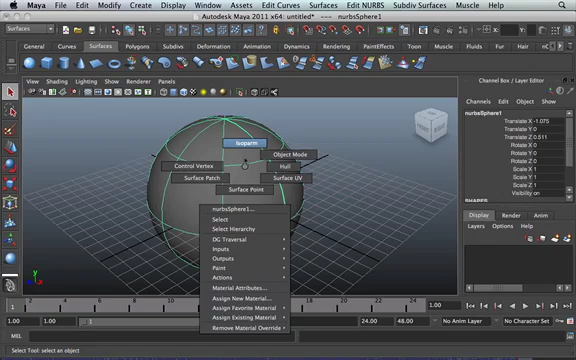 Maya File Edit Modify Create Display Window Assets Edit Curves Surfaces Edit NURBS Subdiv Surfaces Muscle
Autodesk Maya 2011 x64: untitled* --- nurbsSphere1
Surfaces
General Curves Surfaces Polygons Subdivs Deformation Animation Dynamics Rendering PaintEffects Toon Muscle Fluids Fur Hair
View Shading Lighting Show Renderer Panels
Channel Box / Layer Editor
Channels Edit Object Show
nurbsSphere1
Translate X -1.075
Translate Y 0
Translate Z 0.511
Rotate X 0
Rotate Y 0
Rotate Z 0
Scale X 1
Scale Y 1
Scale Z 1
Visibility on
SHAPES
Isoparm
Object Mode
Control Vertex
Hull
Surface Patch
Surface UV
Surface Point
nurbsSphere1...
Select
Select Hierarchy
DG Traversal
Inputs
Outputs
Paint
Actions
Material Attributes...
Assign New Material...
Assign Favorite Material
Assign Existing Material
Remove Material Override
Display Render Anim
Layers Options Help
1.00
1.00 1.00 1 24.00 48.00 No Anim Layer No Character Set
MEL
Select Tool: select an object